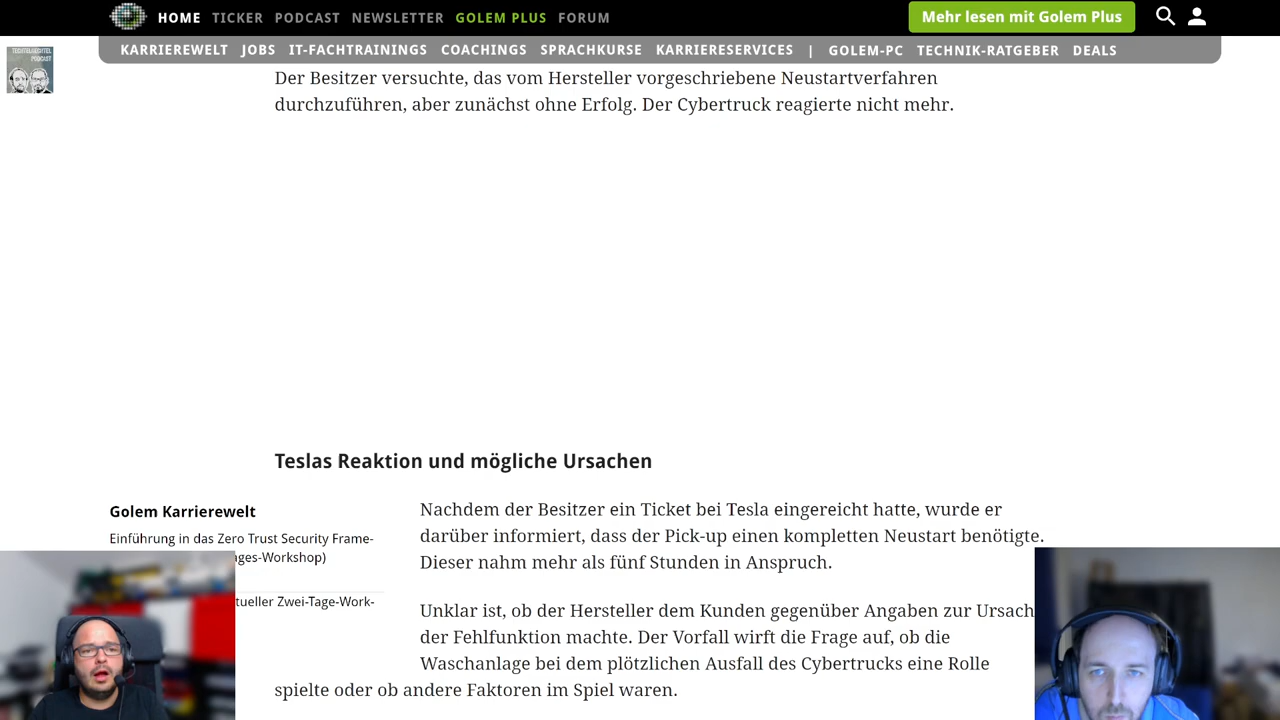 HOME TICKER PODCAST NEWSLETTER GOLEM PLUS FORUM
Mehr lesen mit Golem Plus
KARRIEREWELT JOBS IT-FACHTRAININGS COACHINGS SPRACHKURSE KARRIERESERVICES | GOLEM-PC TECHNIK-RATGEBER DEALS
TECHTELMECHTEL
PODCAST
Der Besitzer versuchte, das vom Hersteller vorgeschriebene Neustartverfahren
durchzuführen, aber zunächst ohne Erfolg. Der Cybertruck reagierte nicht mehr.
Teslas Reaktion und mögliche Ursachen
Golem Karrierewelt
Einführung in das Zero Trust Security Frame-
ages-Workshop)
tueller Zwei-Tage-Work-
Nachdem der Besitzer ein Ticket bei Tesla eingereicht hatte, wurde er
darüber informiert, dass der Pick-up einen kompletten Neustart benötigte.
Dieser nahm mehr als fünf Stunden in Anspruch.
Unklar ist, ob der Hersteller dem Kunden gegenüber Angaben zur Ursach
der Fehlfunktion machte. Der Vorfall wirft die Frage auf, ob die
Waschanlage bei dem plötzlichen Ausfall des Cybertrucks eine Rolle
spielte oder ob andere Faktoren im Spiel waren.